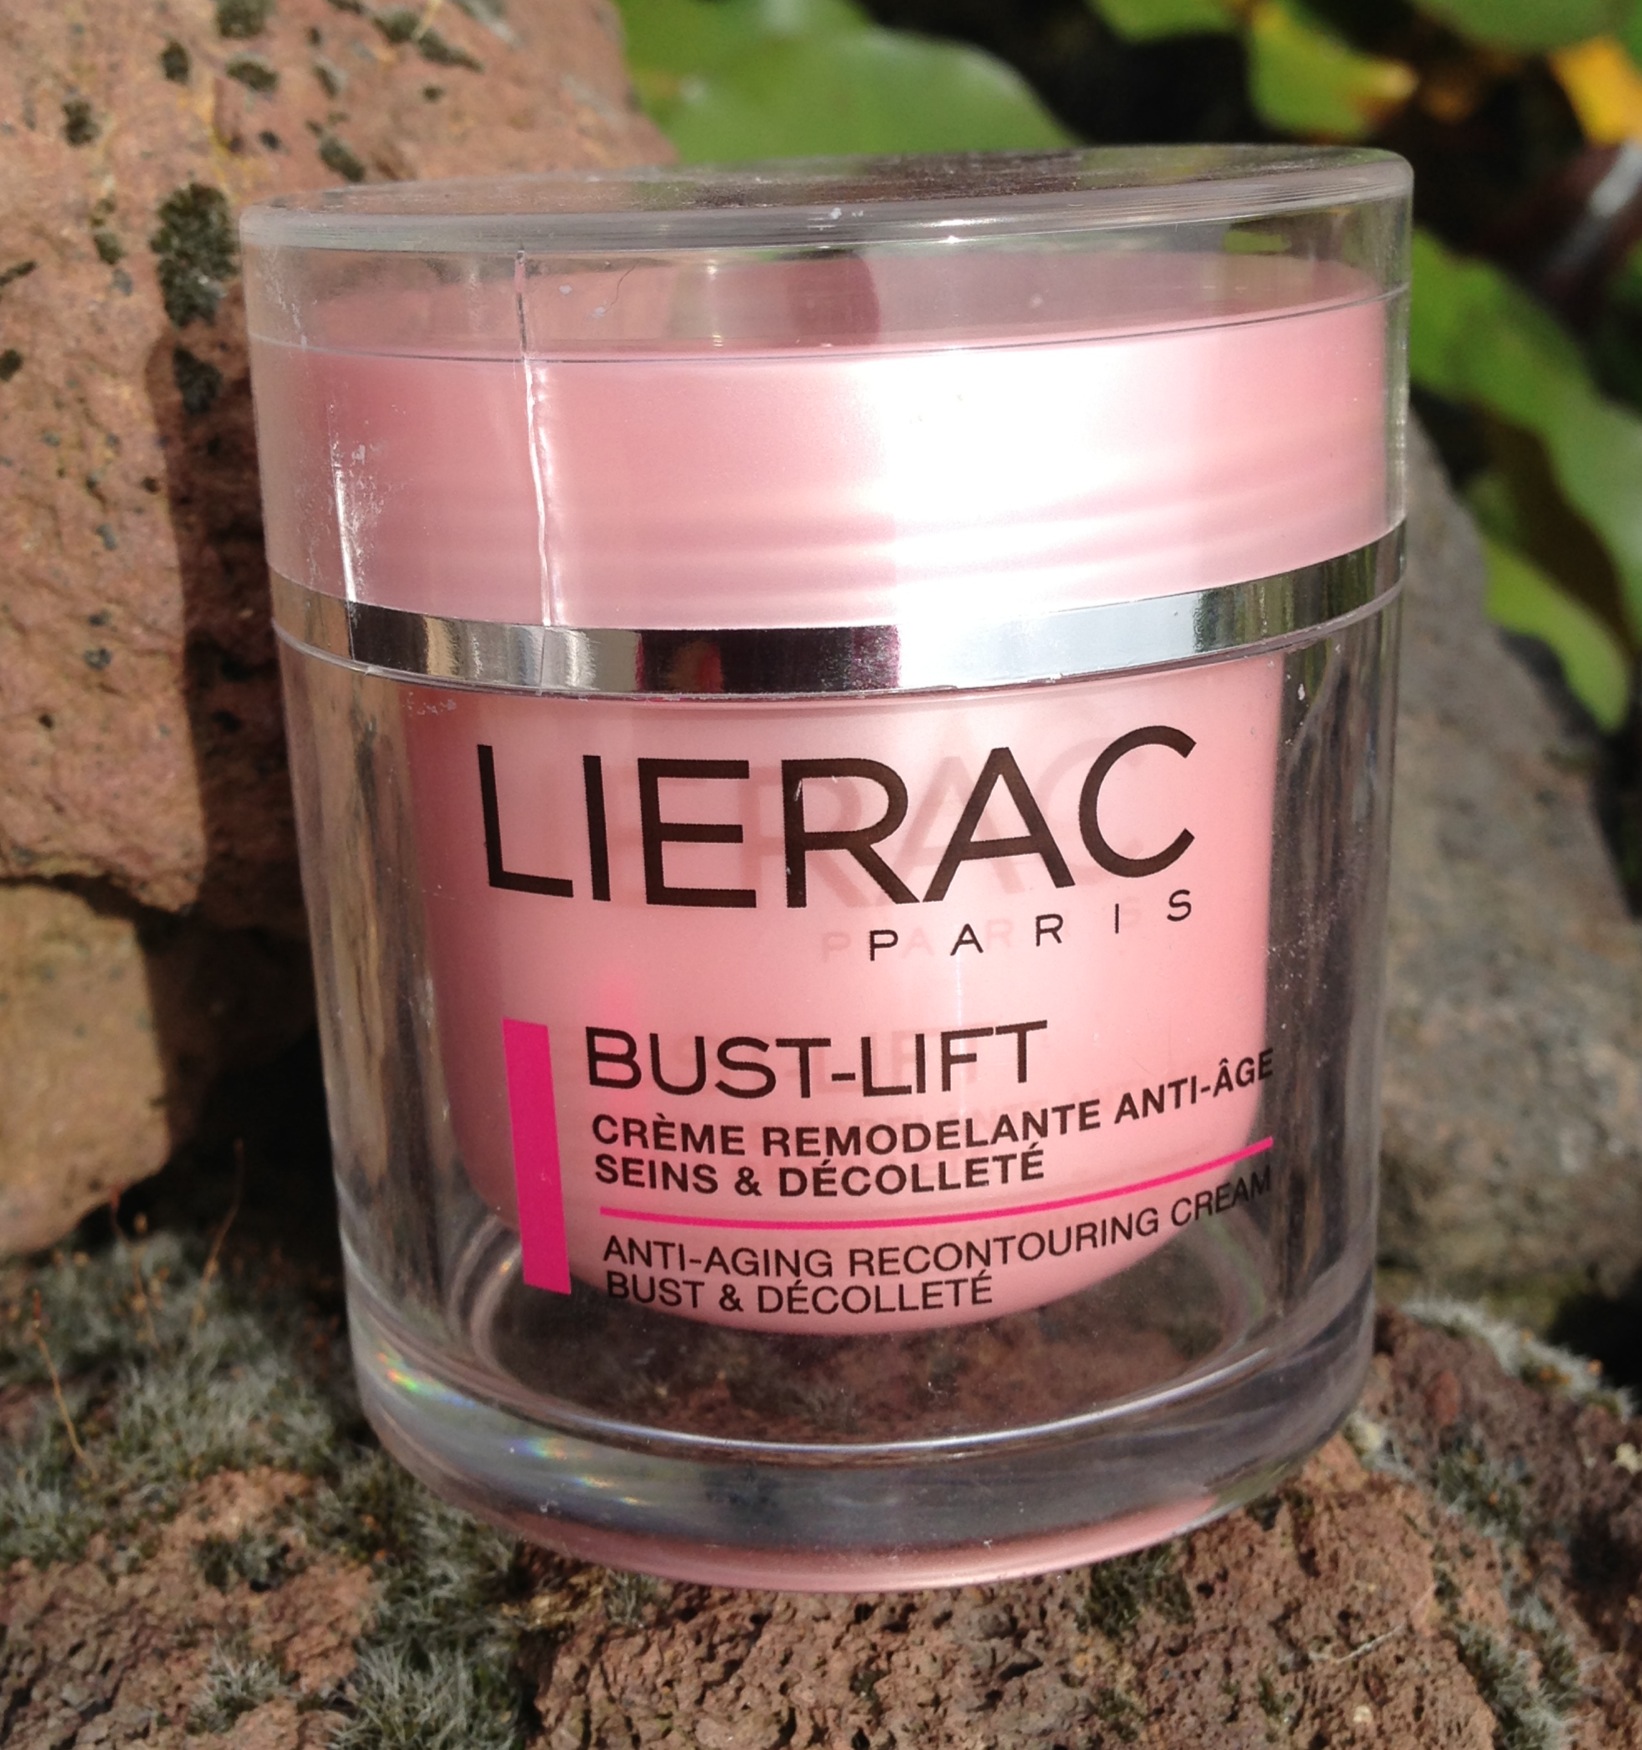 LIERAC
PARIS
BUST-LIFT
CRÈME REMODELANTE ANTI-ÂGE
SEINS & DÉCOLLETÉ
ANTI-AGING RECONTOURING CREAM
BUST & DÉCOLLETÉ